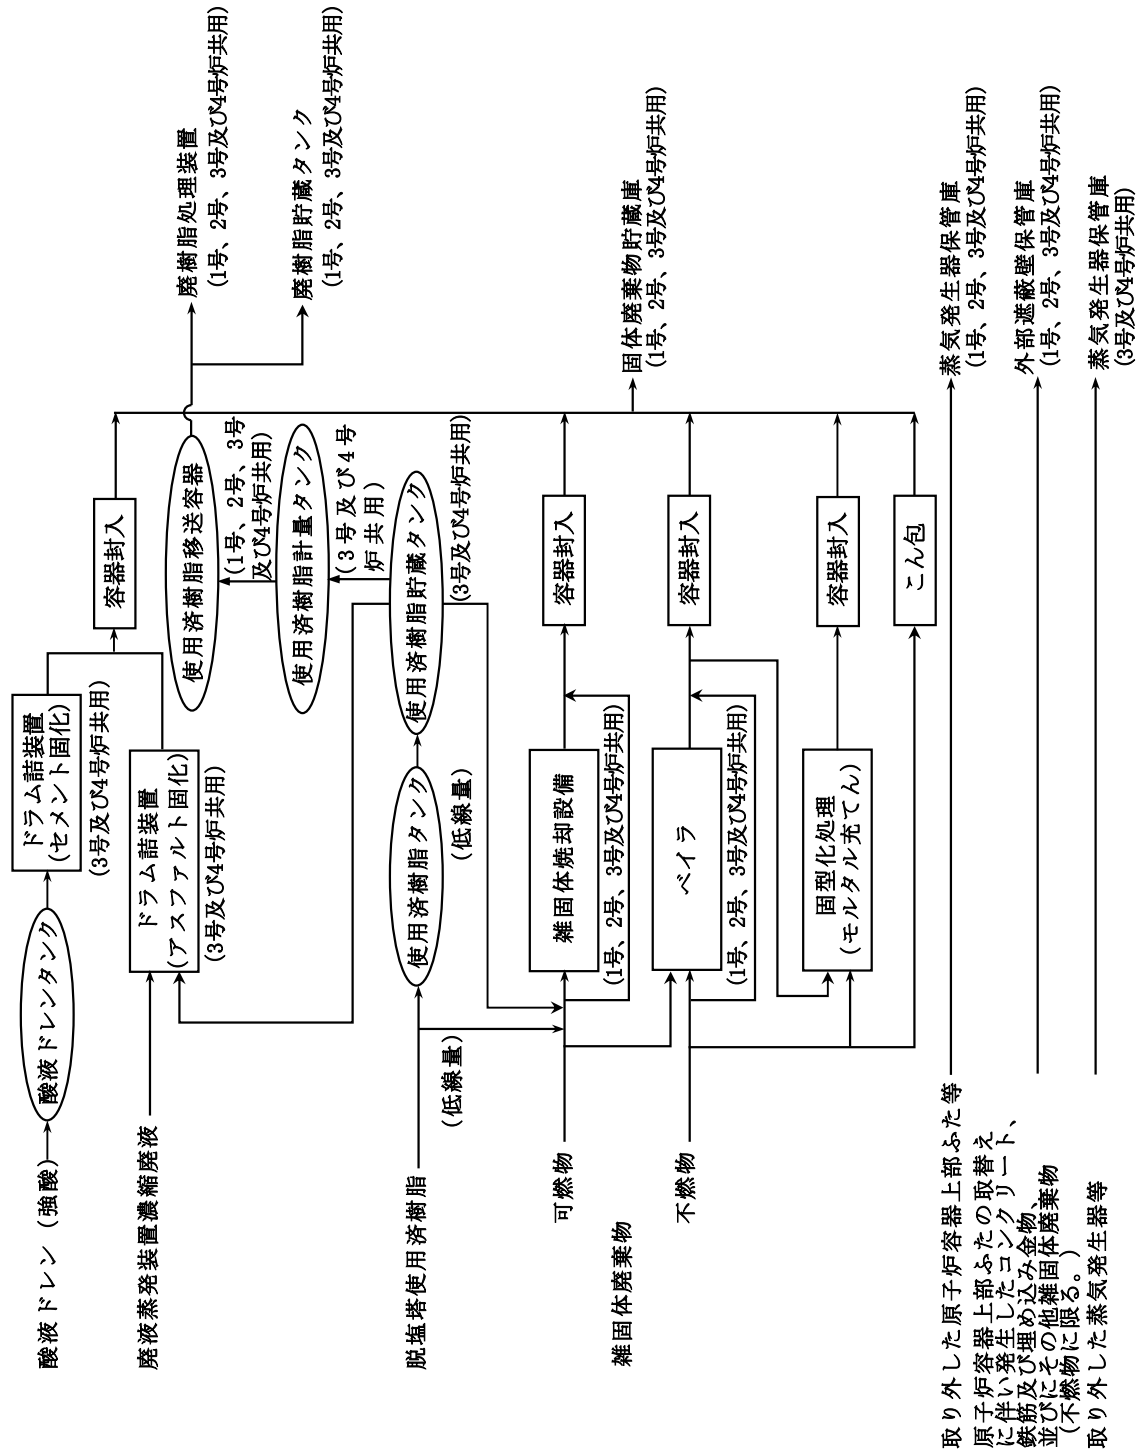 酸液ドレン（強酸）
酸液ドレンタンク
ドラム詰装置
(セメント固化)
(3号及び4号炉共用)
容器封入
廃液蒸発装置濃縮廃液
ドラム詰装置
(アスファルト固化)
(3号及び4号炉共用)
使用済樹脂移送容器
(1号、2号、3号
及び4号炉共用)
廃樹脂処理装置
(1号、2号、3号及び4号炉共用)
使用済樹脂計量タンク
(3号及び4号
炉共用)
廃樹脂貯蔵タンク
(1号、2号、3号及び4号炉共用)
脱塩塔使用済樹脂
(低線量)
使用済樹脂タンク
(低線量)
使用済樹脂貯蔵タンク
(3号及び4号炉共用)
雑固体廃棄物
可燃物
雑固体焼却設備
(1号、2号、3号及び4号炉共用)
容器封入
固体廃棄物貯蔵庫
(1号、2号、3号及び4号炉共用)
不燃物
ベイラ
(1号、2号、3号及び4号炉共用)
容器封入
固型化処理
(モルタル充てん)
容器封入
こん包
取り外した原子炉容器上部ふた等
蒸気発生器保管庫
(1号、2号、3号及び4号炉共用)
原子炉容器上部ふたの取替え
に伴い発生したコンクリート、
鉄筋及び埋め込み金物、
並びにその他雑固体廃棄物
(不燃物に限る。)
外部遮蔽壁保管庫
(1号、2号、3号及び4号炉共用)
取り外した蒸気発生器等
蒸気発生器保管庫
(3号及び4号炉共用)